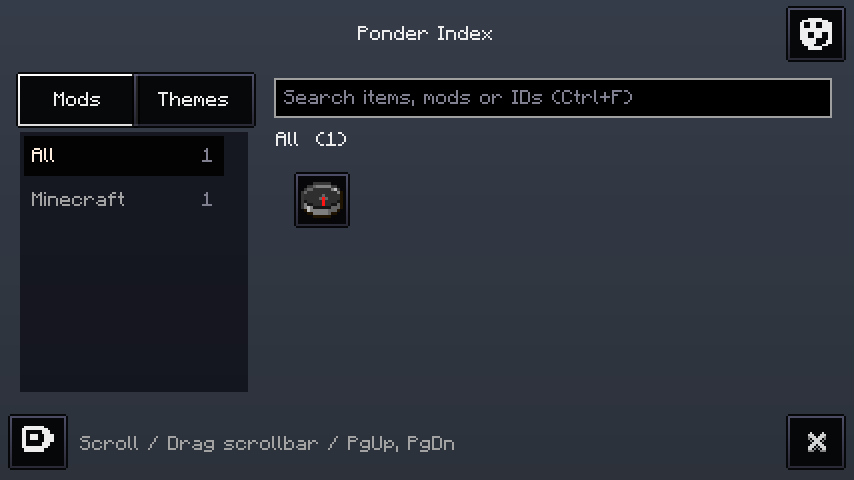 Ponder Index
Mods
Themes
Search items, mods or IDs (Ctrl+F)
All 1
All (1)
Minecraft 1
Scroll / Drag scrollbar / PgUp, PgDn